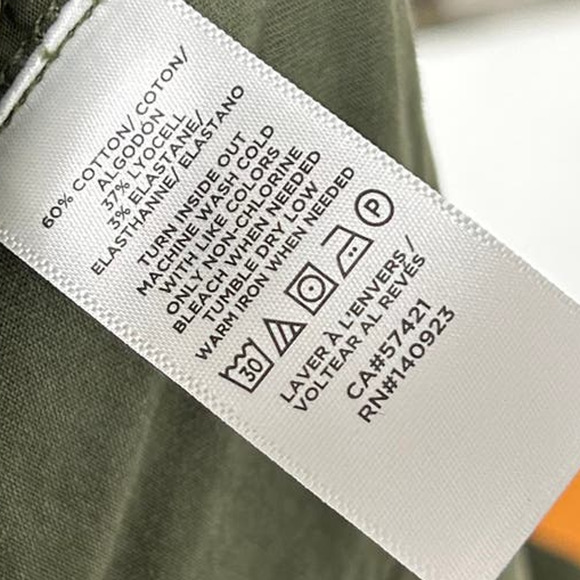 60% COTTON/ COTON/
ALGODÓN
37% LYOCELL
3% ELASTANE/
ELASTHANNE/ ELASTANO
TURN INSIDE OUT
MACHINE WASH COLD
WITH LIKE COLORS
ONLY NON-CHLORINE
BLEACH WHEN NEEDED
TUMBLE DRY LOW
WARM IRON WHEN NEEDED
30 P
LAVER À L'ENVERS/
VOLTEAR AL REVÉS
CA#57421
RN#140923